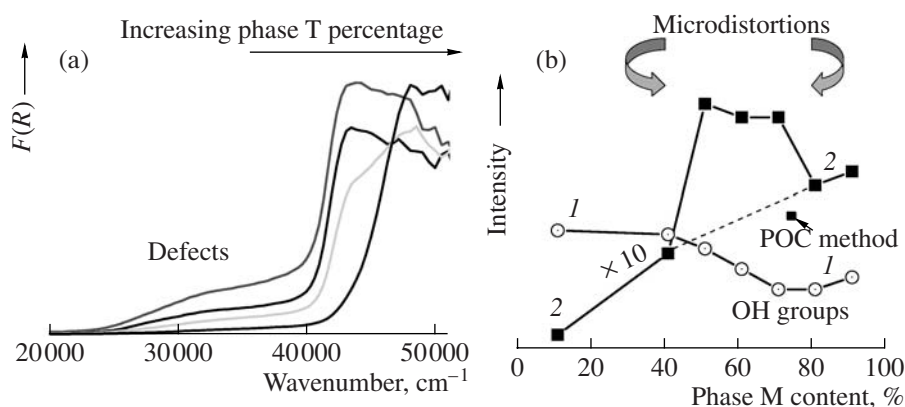 Increasing phase T percentage
(a)
F(R)
Defects
20000 30000 40000 50000
Wavenumber, cm⁻¹
Microdistortions
(b)
Intensity
2
1
POC method
×10
1
2
OH groups
0 20 40 60 80 100
Phase M content, %